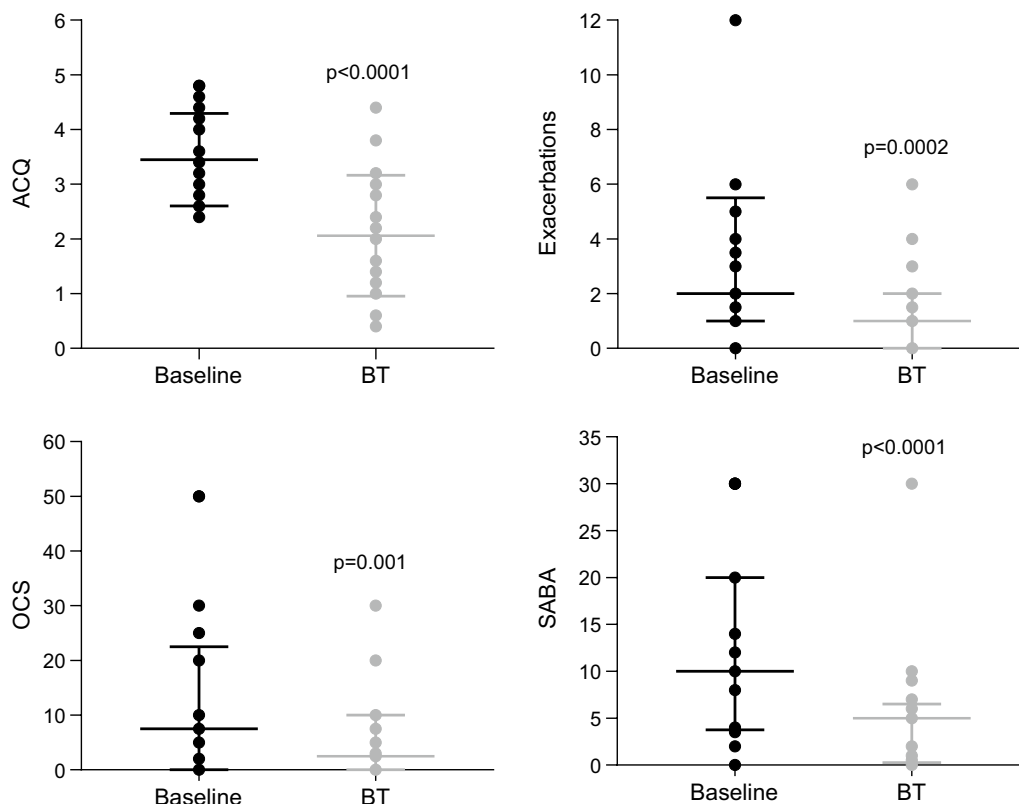 ACQ
6
5
4
3
2
1
0
p<0.0001
Baseline
BT
Exacerbations
12
10
8
6
4
2
0
p=0.0002
Baseline
BT
OCS
60
50
40
30
20
10
0
p=0.001
Baseline
BT
SABA
35
30
25
20
15
10
5
0
p<0.0001
Baseline
BT